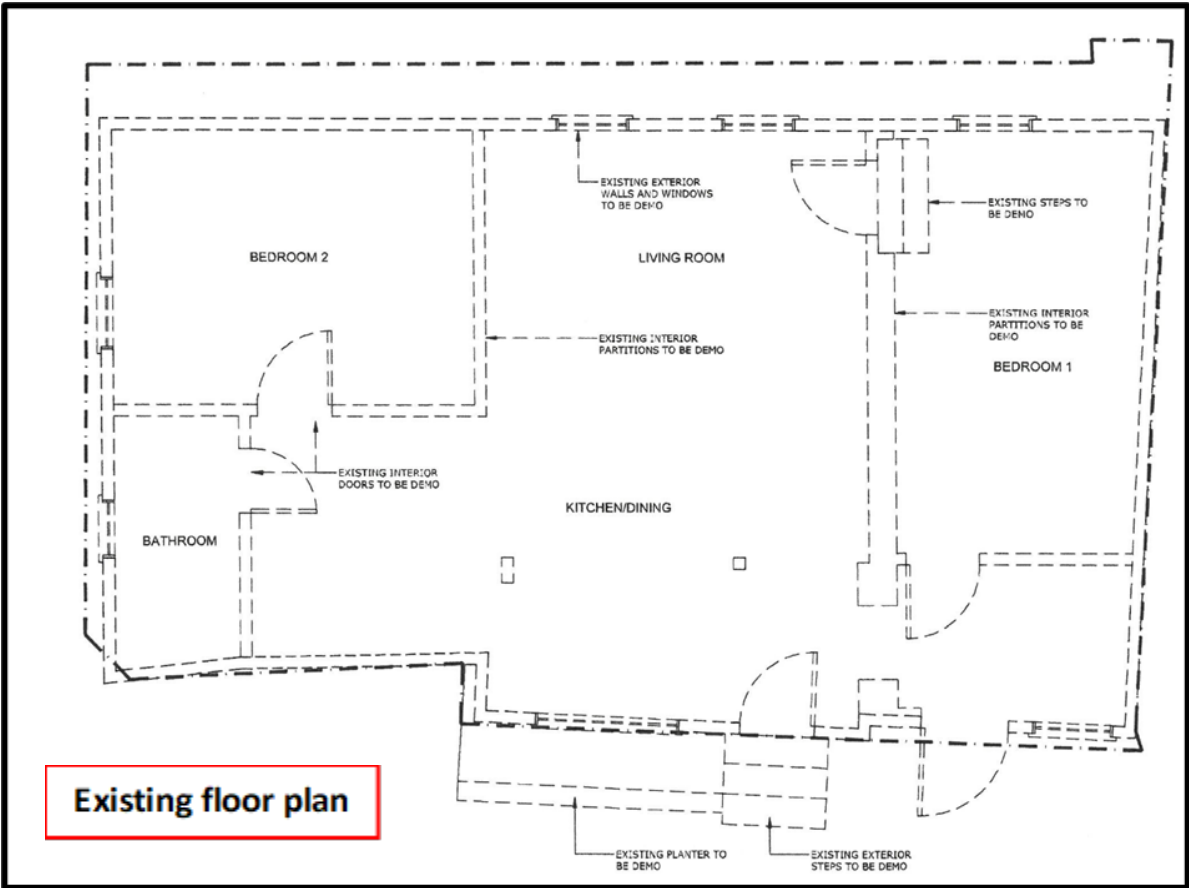 EXISTING EXTERIOR
WALLS AND WINDOWS
TO BE DEMO
EXISTING STEPS TO
BE DEMO
BEDROOM 2
LIVING ROOM
EXISTING INTERIOR
PARTITIONS TO BE
DEMO
EXISTING INTERIOR
PARTITIONS TO BE DEMO
BEDROOM 1
EXISTING INTERIOR
DOORS TO BE DEMO
KITCHEN/DINING
BATHROOM
Existing floor plan
EXISTING PLANTER TO
BE DEMO
EXISTING EXTERIOR
STEPS TO BE DEMO